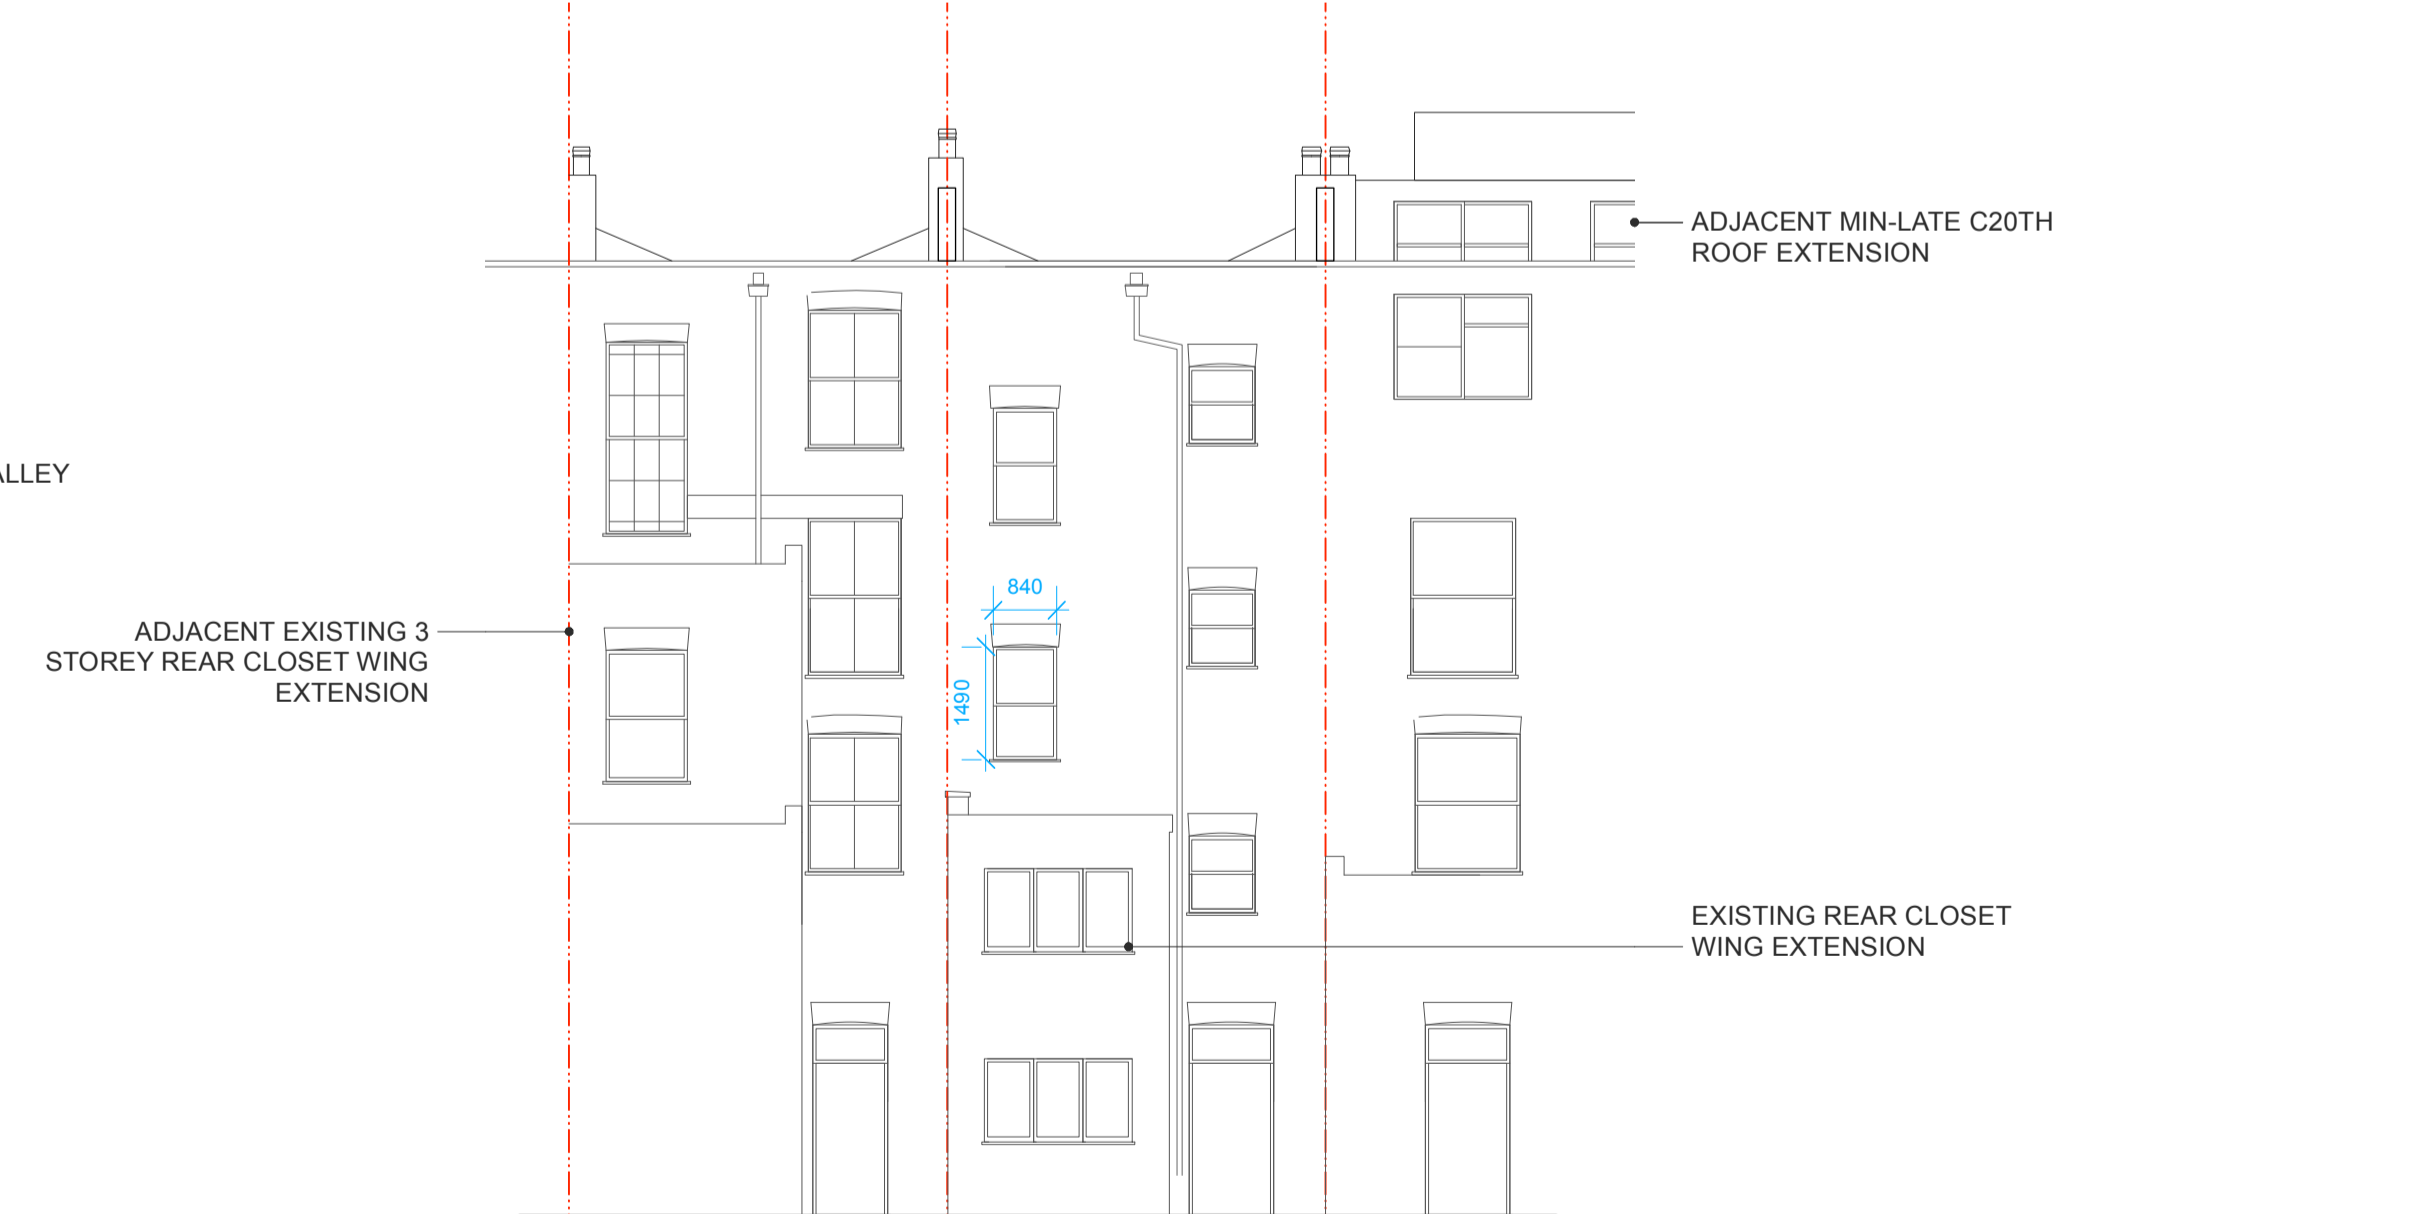 ADJACENT MIN-LATE C20TH
ROOF EXTENSION
ALLEY
840
ADJACENT EXISTING 3
STOREY REAR CLOSET WING
EXTENSION
1490
EXISTING REAR CLOSET
WING EXTENSION